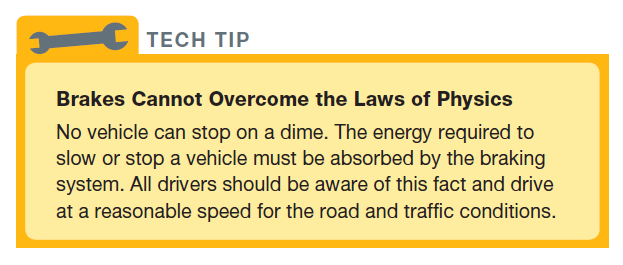 TECH TIP
Brakes Cannot Overcome the Laws of Physics
No vehicle can stop on a dime. The energy required to
slow or stop a vehicle must be absorbed by the braking
system. All drivers should be aware of this fact and drive
at a reasonable speed for the road and traffic conditions.